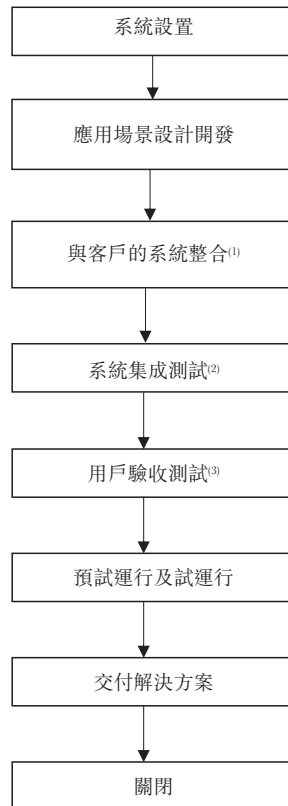 系統設置
應用場景設計開發
與客戶的系統整合(1)
系統集成測試(2)
用戶驗收測試(3)
預試運行及試運行
交付解決方案
關閉